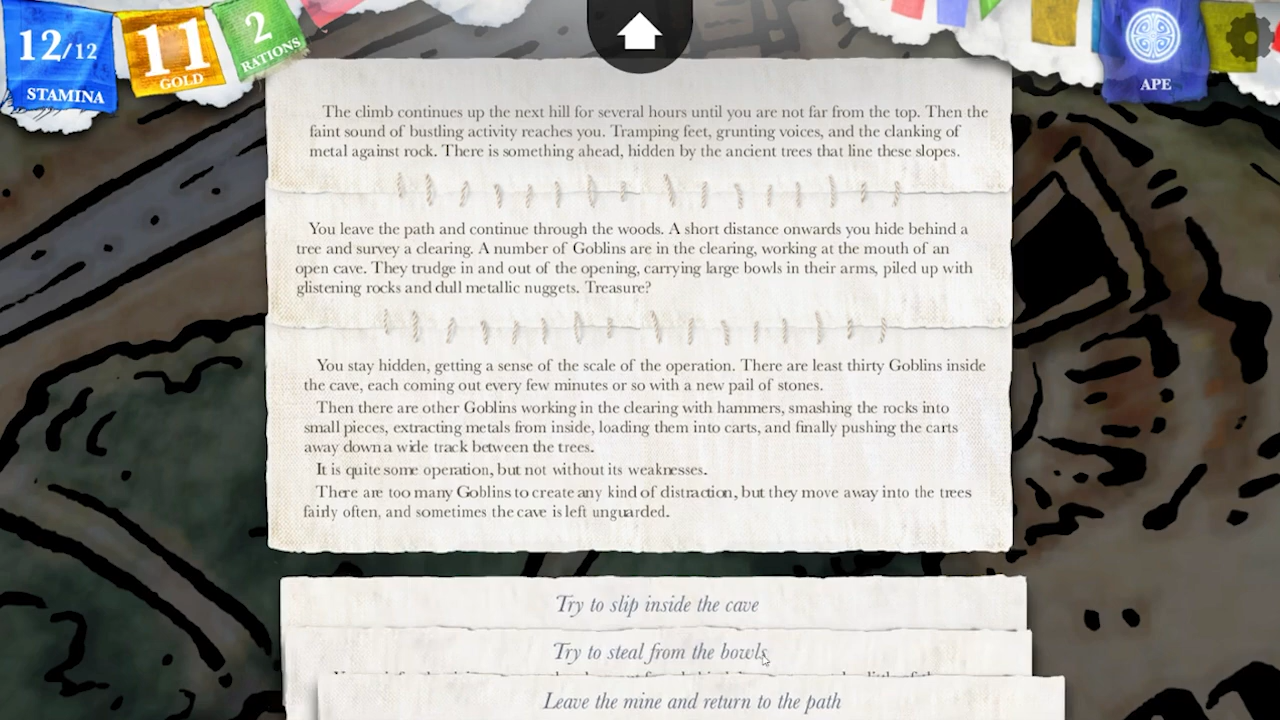 12/12
STAMINA
11
GOLD
2
RATIONS
APE
The climb continues up the next hill for several hours until you are not far from the top. Then the
faint sound of bustling activity reaches you. Tramping feet, grunting voices, and the clanking of
metal against rock. There is something ahead, hidden by the ancient trees that line these slopes.
You leave the path and continue through the woods. A short distance onwards you hide behind a
tree and survey a clearing. A number of Goblins are in the clearing, working at the mouth of an
open cave. They trudge in and out of the opening, carrying large bowls in their arms, piled up with
glistening rocks and dull metallic nuggets. Treasure?
You stay hidden, getting a sense of the scale of the operation. There are least thirty Goblins inside
the cave, each coming out every few minutes or so with a new pail of stones.
Then there are other Goblins working in the clearing with hammers, smashing the rocks into
small pieces, extracting metals from inside, loading them into carts, and finally pushing the carts
away down a wide track between the trees.
It is quite some operation, but not without its weaknesses.
There are too many Goblins to create any kind of distraction, but they move away into the trees
fairly often, and sometimes the cave is left unguarded.
Try to slip inside the cave
Try to steal from the bowls
Leave the mine and return to the path